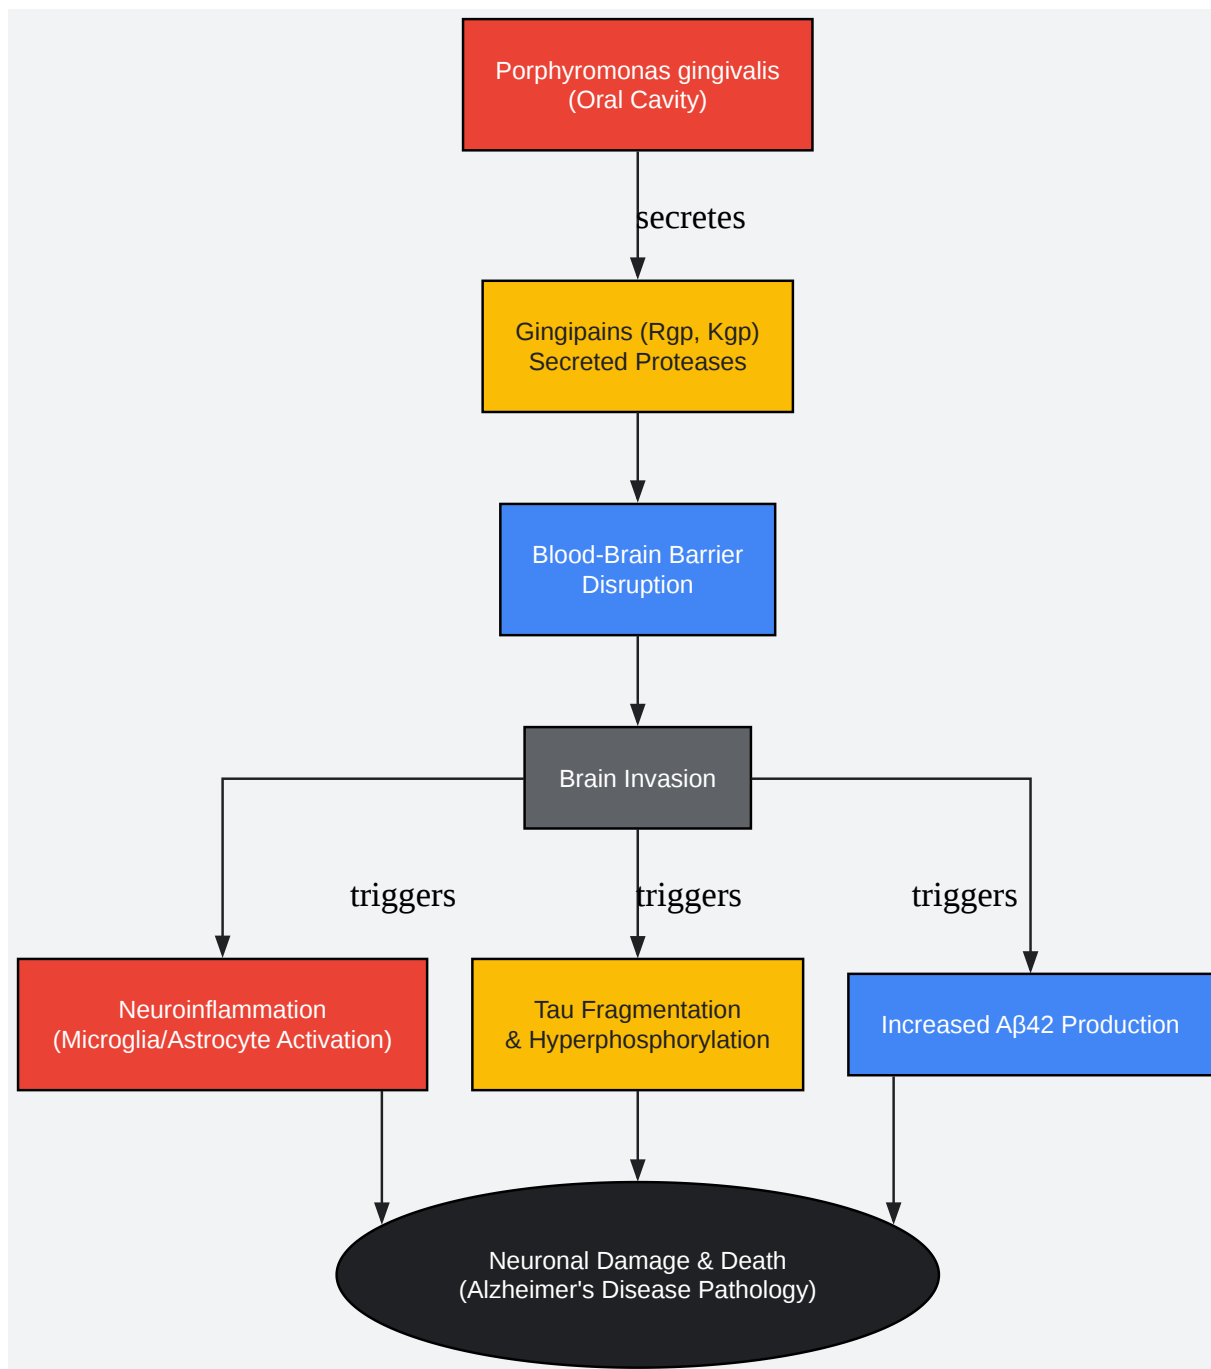 Porphyromonas gingivalis
(Oral Cavity)
secretes
Gingipains (Rgp, Kgp)
Secreted Proteases
Blood-Brain Barrier
Disruption
Brain Invasion
triggers
triggers
triggers
Neuroinflammation
(Microglia/Astrocyte Activation)
Tau Fragmentation
& Hyperphosphorylation
Increased Aβ42 Production
Neuronal Damage & Death
(Alzheimer's Disease Pathology)